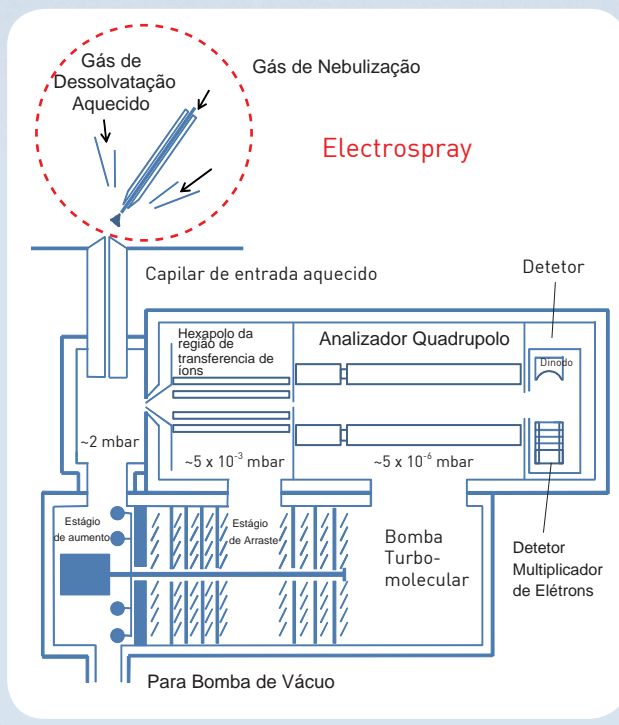 Gás de
Dessolvatação
Aquecido
Gás de Nebulização
Electrospray
Capilar de entrada aquecido
Detetor
Hexapolo da
região de
transferencia de
íons
Analizador Quadrupolo
Dinodo
~2 mbar
~5 x 10⁻³ mbar
~5 x 10⁻⁶ mbar
Estágio
de aumento
Estágio
de Arraste
Bomba
Turbo-
molecular
Detetor
Multiplicador
de Elétrons
Para Bomba de Vácuo